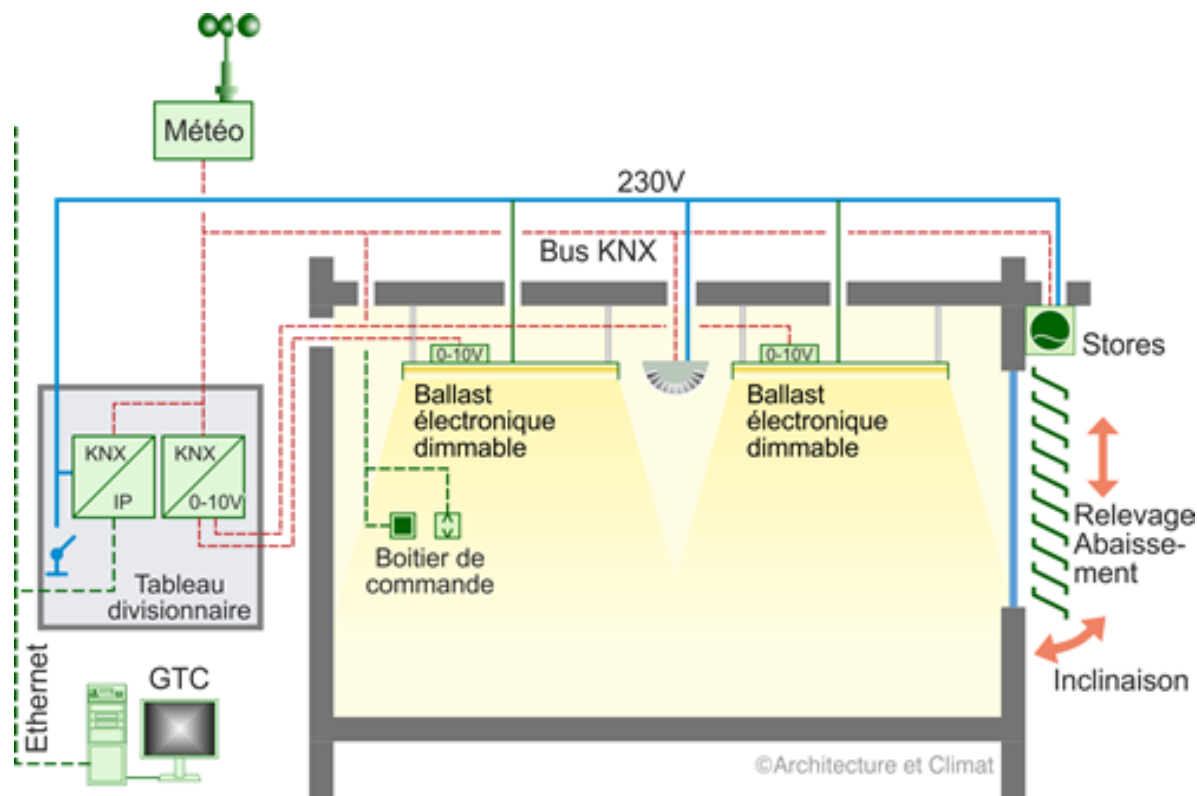 Météo
230V
Bus KNX
0-10V
0-10V
Stores
Ballast
électronique
dimmable
Ballast
électronique
dimmable
KNX
IP
KNX
0-10V
Boitier de
commande
Relevage
Abaisse-
ment
Tableau
divisionnaire
Inclinaison
Ethernet
GTC
©Architecture et Climat